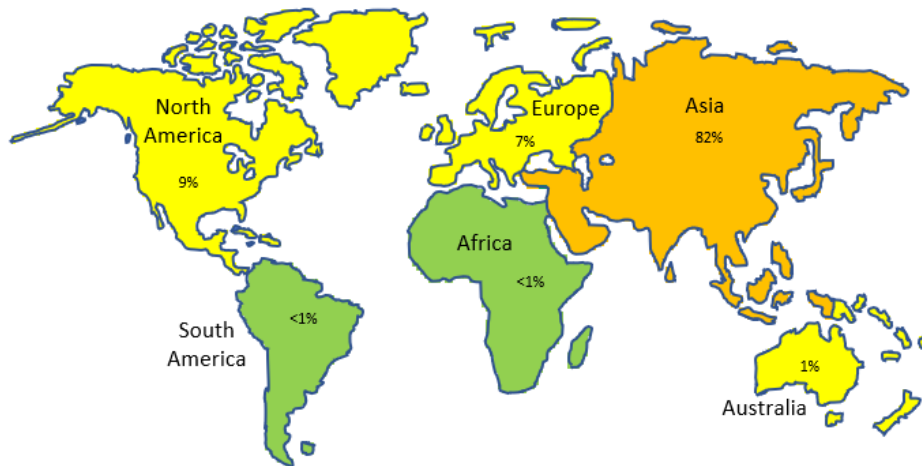 North
America
9%
Europe
7%
Asia
82%
Africa
<1%
South
America
<1%
1%
Australia